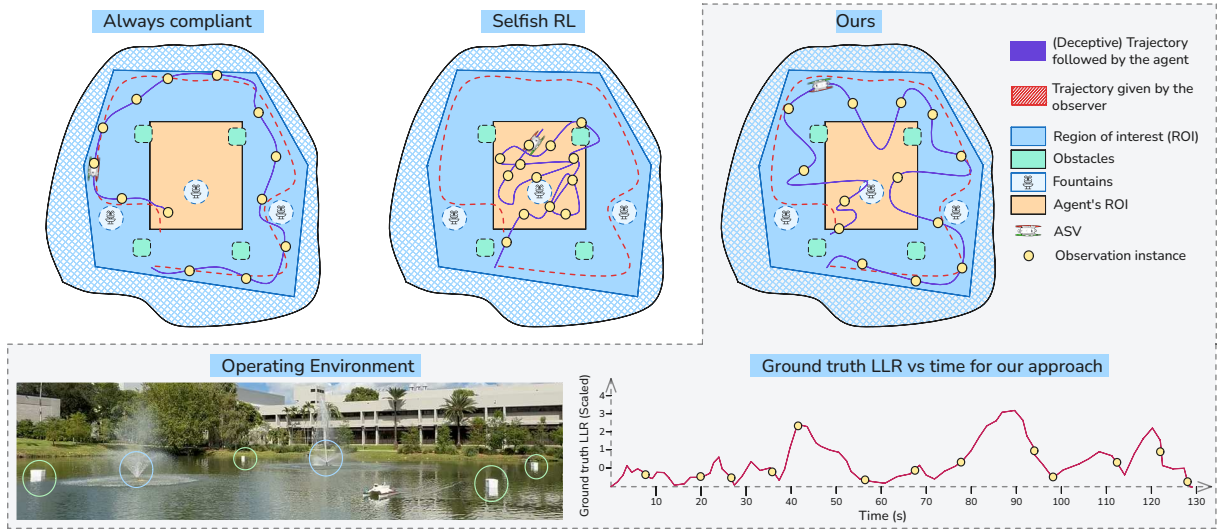 Always compliant
Selfish RL
Ours
(Deceptive) Trajectory
followed by the agent
Trajectory given by the
observer
Region of interest (ROI)
Obstacles
Fountains
Agent's ROI
ASV
Observation instance
Operating Environment
Ground truth LLR vs time for our approach
Ground truth LLR (Scaled)
4
3
2
1
0
10 20 30 40 50 60 70 80 90 100 110 120 130
Time (s)